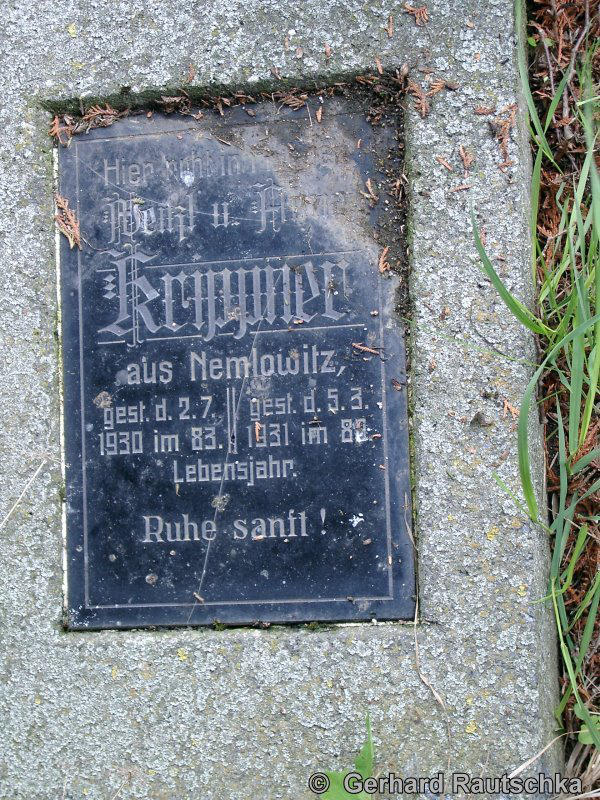 Hier ruht in
Wenzl u.
Krippner
aus Nemlowitz,
gest. d. 2. 7. || gest. d. 5. 3.
1930 im 83. || 1931 im
Lebensjahr.
Ruhe sanft !
© Gerhard Rautschka